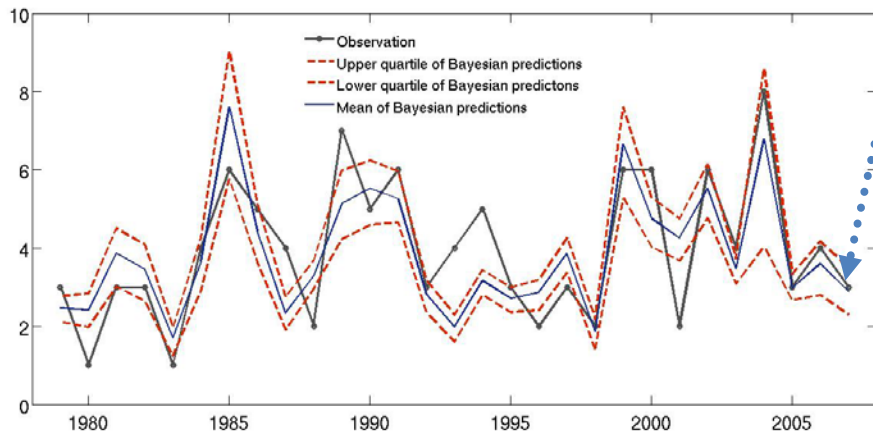 10
8
6
4
2
0
Observation
Upper quartile of Bayesian predictions
Lower quartile of Bayesian predictons
Mean of Bayesian predictions
1980 1985 1990 1995 2000 2005